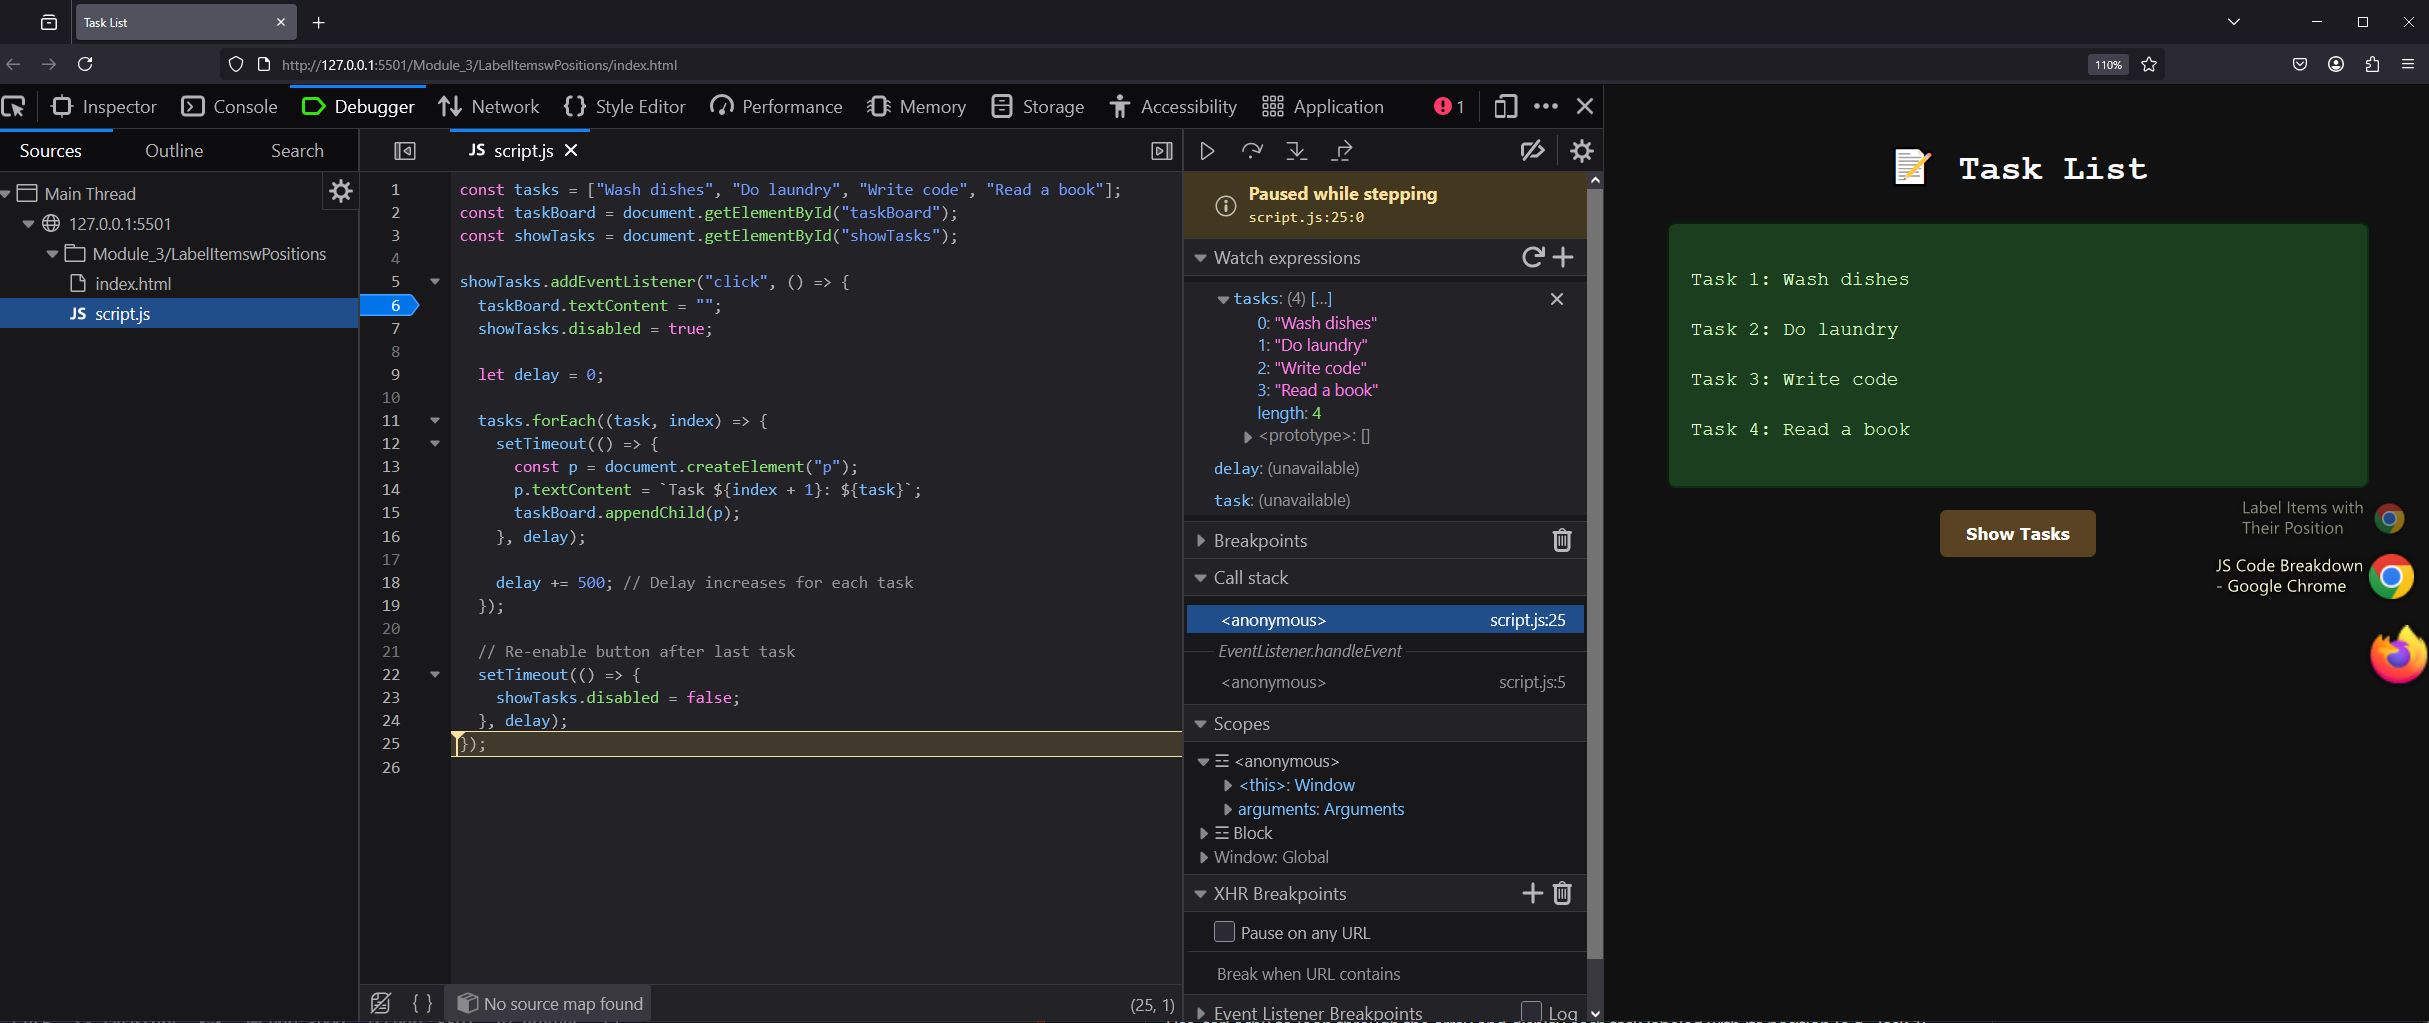 Task List
http://127.0.0.1:5501/Module_3/LabelItemswPositions/index.html
110%
Inspector
Console
Debugger
Network
Style Editor
Performance
Memory
Storage
Accessibility
Application
1
Sources
Outline
Search
Main Thread
127.0.0.1:5501
Module_3/LabelItemswPositions
index.html
JS script.js
JS script.js
1 const tasks = ["Wash dishes", "Do laundry", "Write code", "Read a book"];
2 const taskBoard = document.getElementById("taskBoard");
3 const showTasks = document.getElementById("showTasks");
4
5 showTasks.addEventListener("click", () => {
6 taskBoard.textContent = "";
7 showTasks.disabled = true;
8
9 let delay = 0;
10
11 tasks.forEach((task, index) => {
12 setTimeout(() => {
13 const p = document.createElement("p");
14 p.textContent = `Task ${index + 1}: ${task}`;
15 taskBoard.appendChild(p);
16 }, delay);
17
18 delay += 500; // Delay increases for each task
19 });
20
21 // Re-enable button after last task
22 setTimeout(() => {
23 showTasks.disabled = false;
24 }, delay);
25 });
26
{ } No source map found
(25, 1)
Paused while stepping
script.js:25:0
Watch expressions
tasks: (4) […]
0: "Wash dishes"
1: "Do laundry"
2: "Write code"
3: "Read a book"
length: 4
<prototype>: []
delay: (unavailable)
task: (unavailable)
Breakpoints
Call stack
<anonymous> script.js:25
EventListener.handleEvent
<anonymous> script.js:5
Scopes
<anonymous>
<this>: Window
arguments: Arguments
Block
Window: Global
XHR Breakpoints
Pause on any URL
Break when URL contains
Event Listener Breakpoints
Log
Task List
Task 1: Wash dishes
Task 2: Do laundry
Task 3: Write code
Task 4: Read a book
Show Tasks
Label Items with
Their Position
JS Code Breakdown
- Google Chrome